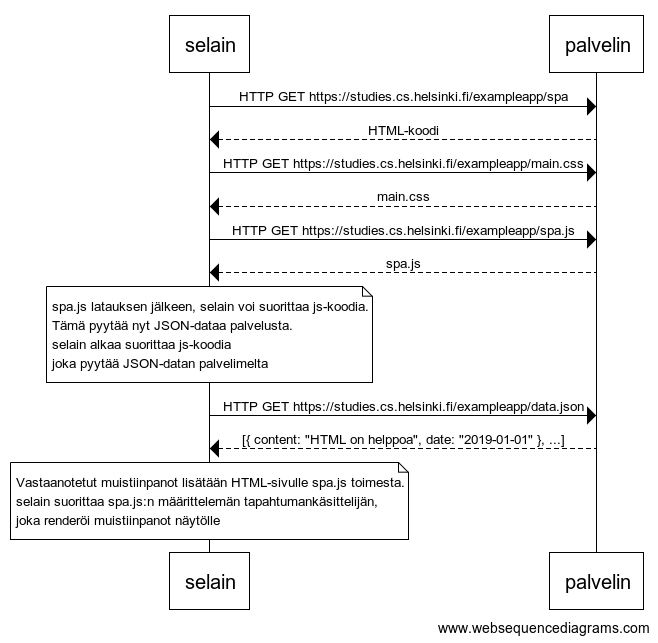 selain palvelin
HTTP GET https://studies.cs.helsinki.fi/exampleapp/spa
HTML-koodi
HTTP GET https://studies.cs.helsinki.fi/exampleapp/main.css
main.css
HTTP GET https://studies.cs.helsinki.fi/exampleapp/spa.js
spa.js
spa.js latauksen jälkeen, selain voi suorittaa js-koodia.
Tämä pyytää nyt JSON-dataa palvelusta.
selain alkaa suorittaa js-koodia
joka pyytää JSON-datan palvelimelta
HTTP GET https://studies.cs.helsinki.fi/exampleapp/data.json
[{ content: "HTML on helppoa", date: "2019-01-01" }, ...]
Vastaanotetut muistiinpanot lisätään HTML-sivulle spa.js toimesta.
selain suorittaa spa.js:n määrittelemän tapahtumankäsittelijän,
joka renderöi muistiinpanot näytölle
selain palvelin
www.websequencediagrams.com